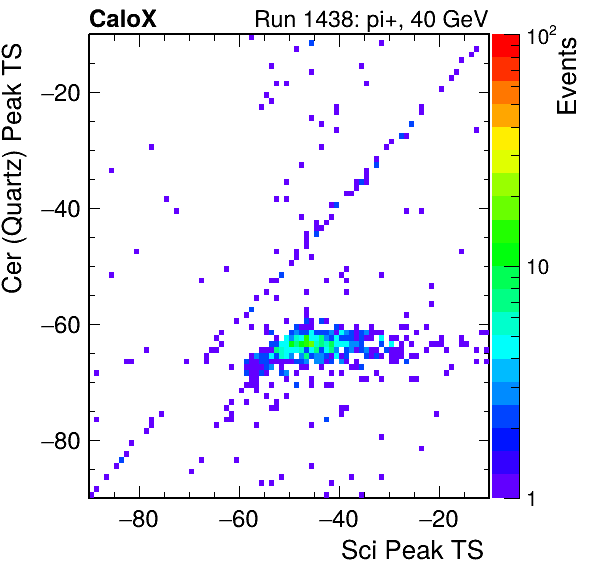 CaloX
Run 1438: pi+, 40 GeV
Cer (Quartz) Peak TS
−20
−40
−60
−80
−80
−60
−40
−20
Sci Peak TS
10²
10
1
Events